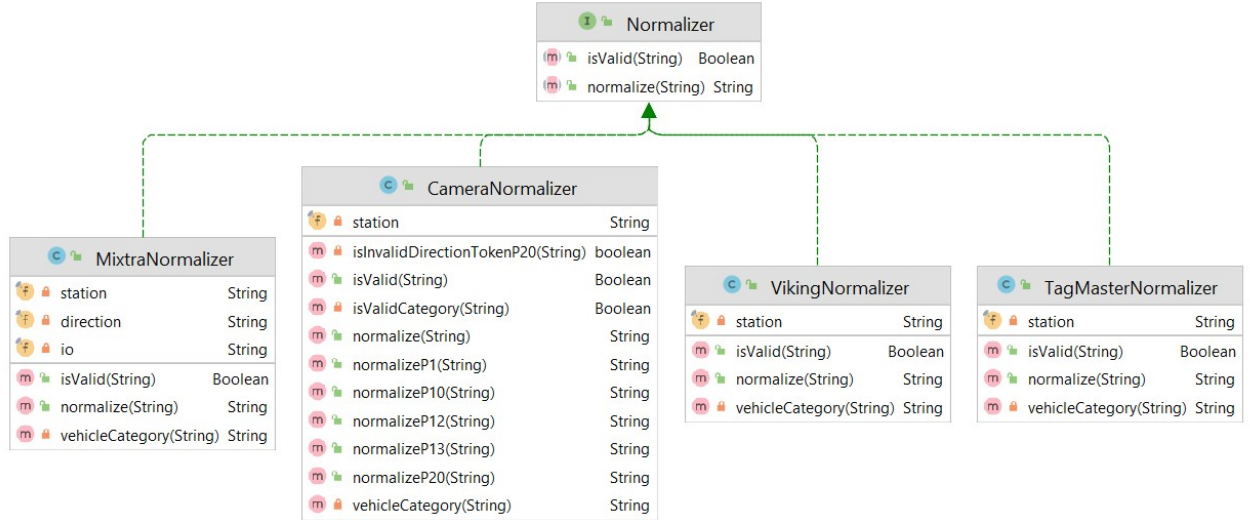 I Normalizer
m isValid(String) Boolean
m normalize(String) String
C MixtraNormalizer
f station String
f direction String
f io String
m isValid(String) Boolean
m normalize(String) String
m vehicleCategory(String) String
C CameraNormalizer
f station String
m isInvalidDirectionTokenP20(String) boolean
m isValid(String) Boolean
m isValidCategory(String) Boolean
m normalize(String) String
m normalizeP1(String) String
m normalizeP10(String) String
m normalizeP12(String) String
m normalizeP13(String) String
m normalizeP20(String) String
m vehicleCategory(String) String
C VikingNormalizer
f station String
m isValid(String) Boolean
m normalize(String) String
m vehicleCategory(String) String
C TagMasterNormalizer
f station String
m isValid(String) Boolean
m normalize(String) String
m vehicleCategory(String) String